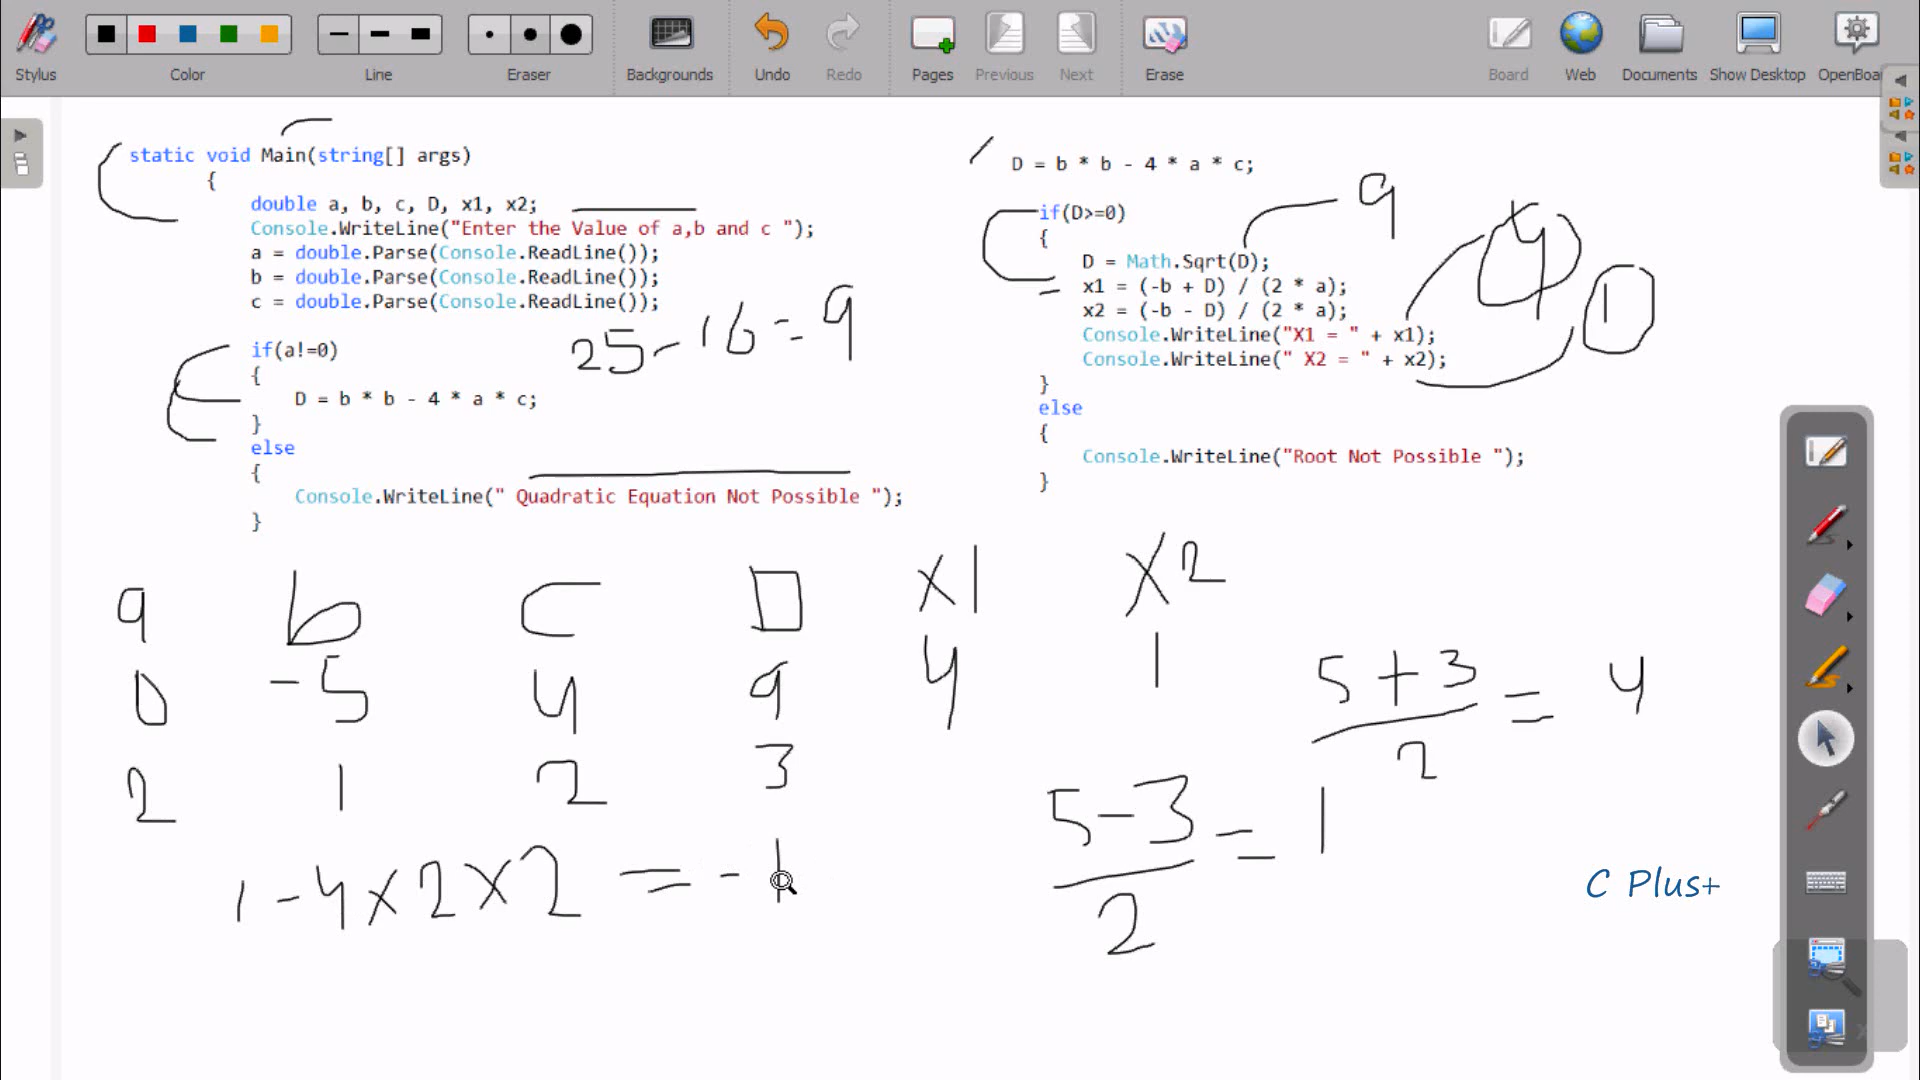 Stylus
Color
Line
Eraser
Backgrounds
Undo
Redo
Pages
Previous
Next
Erase
Board
Web
Documents
Show Desktop
OpenBoa
static void Main(string[] args)
{
double a, b, c, D, x1, x2;
Console.WriteLine("Enter the Value of a,b and c ");
a = double.Parse(Console.ReadLine());
b = double.Parse(Console.ReadLine());
c = double.Parse(Console.ReadLine());
25-16=9
if(a!=0)
{
D = b * b - 4 * a * c;
}
else
{
Console.WriteLine(" Quadratic Equation Not Possible ");
}
D = b * b - 4 * a * c;
if(D>=0)
{
D = Math.Sqrt(D);
x1 = (-b + D) / (2 * a);
x2 = (-b - D) / (2 * a);
Console.WriteLine("X1 = " + x1);
Console.WriteLine(" X2 = " + x2);
}
else
{
Console.WriteLine("Root Not Possible ");
}
9
4
1
a b c D x1 x2
0 -5 4 9 4 1
2 1 2 3
5+3
2
= 4
5-3
2
= 1
1-4x2x2 = -1
C Plus+